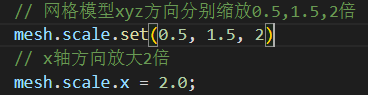 // 网格模型xyz方向分别缩放0.5,1.5,2倍
mesh.scale.set(0.5, 1.5, 2)
// x轴方向放大2倍
mesh.scale.x = 2.0;